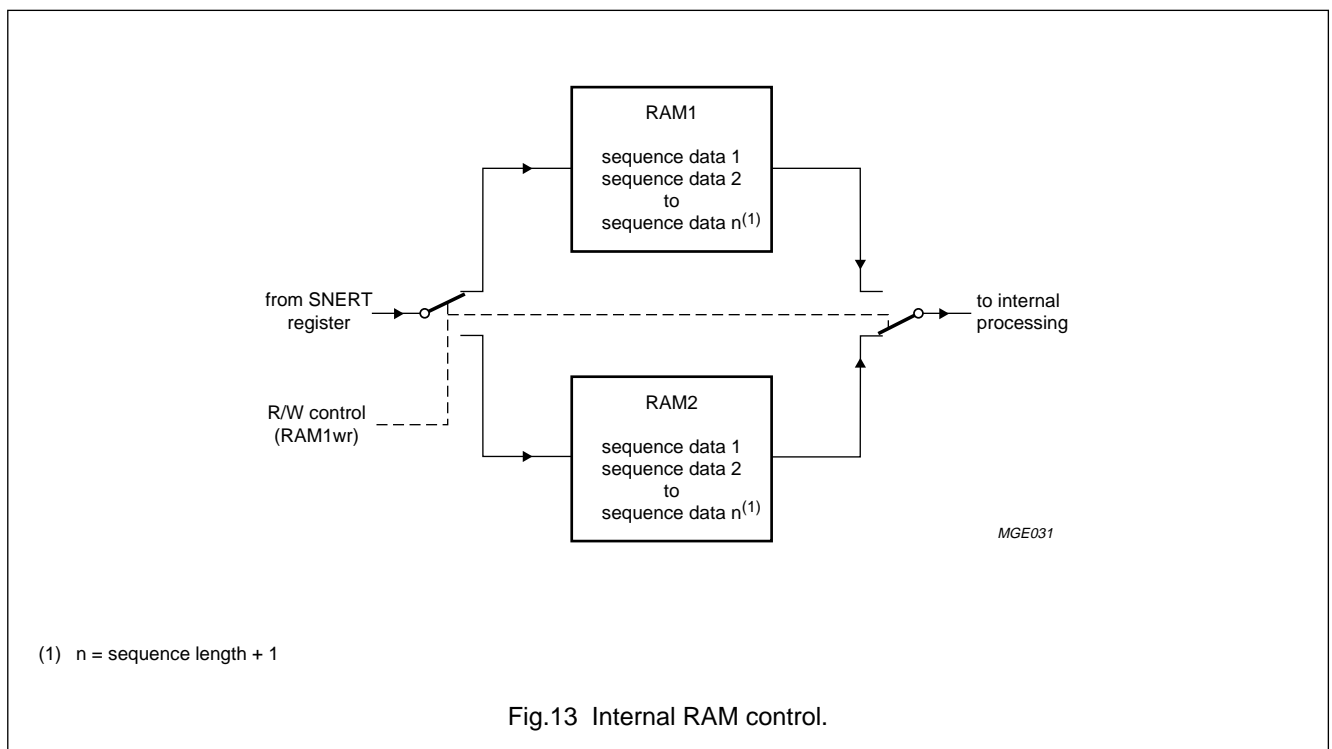 RAM1
sequence data 1
sequence data 2
to
sequence data n(1)
from SNERT
register
to internal
processing
R/W control
(RAM1wr)
RAM2
sequence data 1
sequence data 2
to
sequence data n(1)
MGE031
(1) n = sequence length + 1
Fig.13 Internal RAM control.